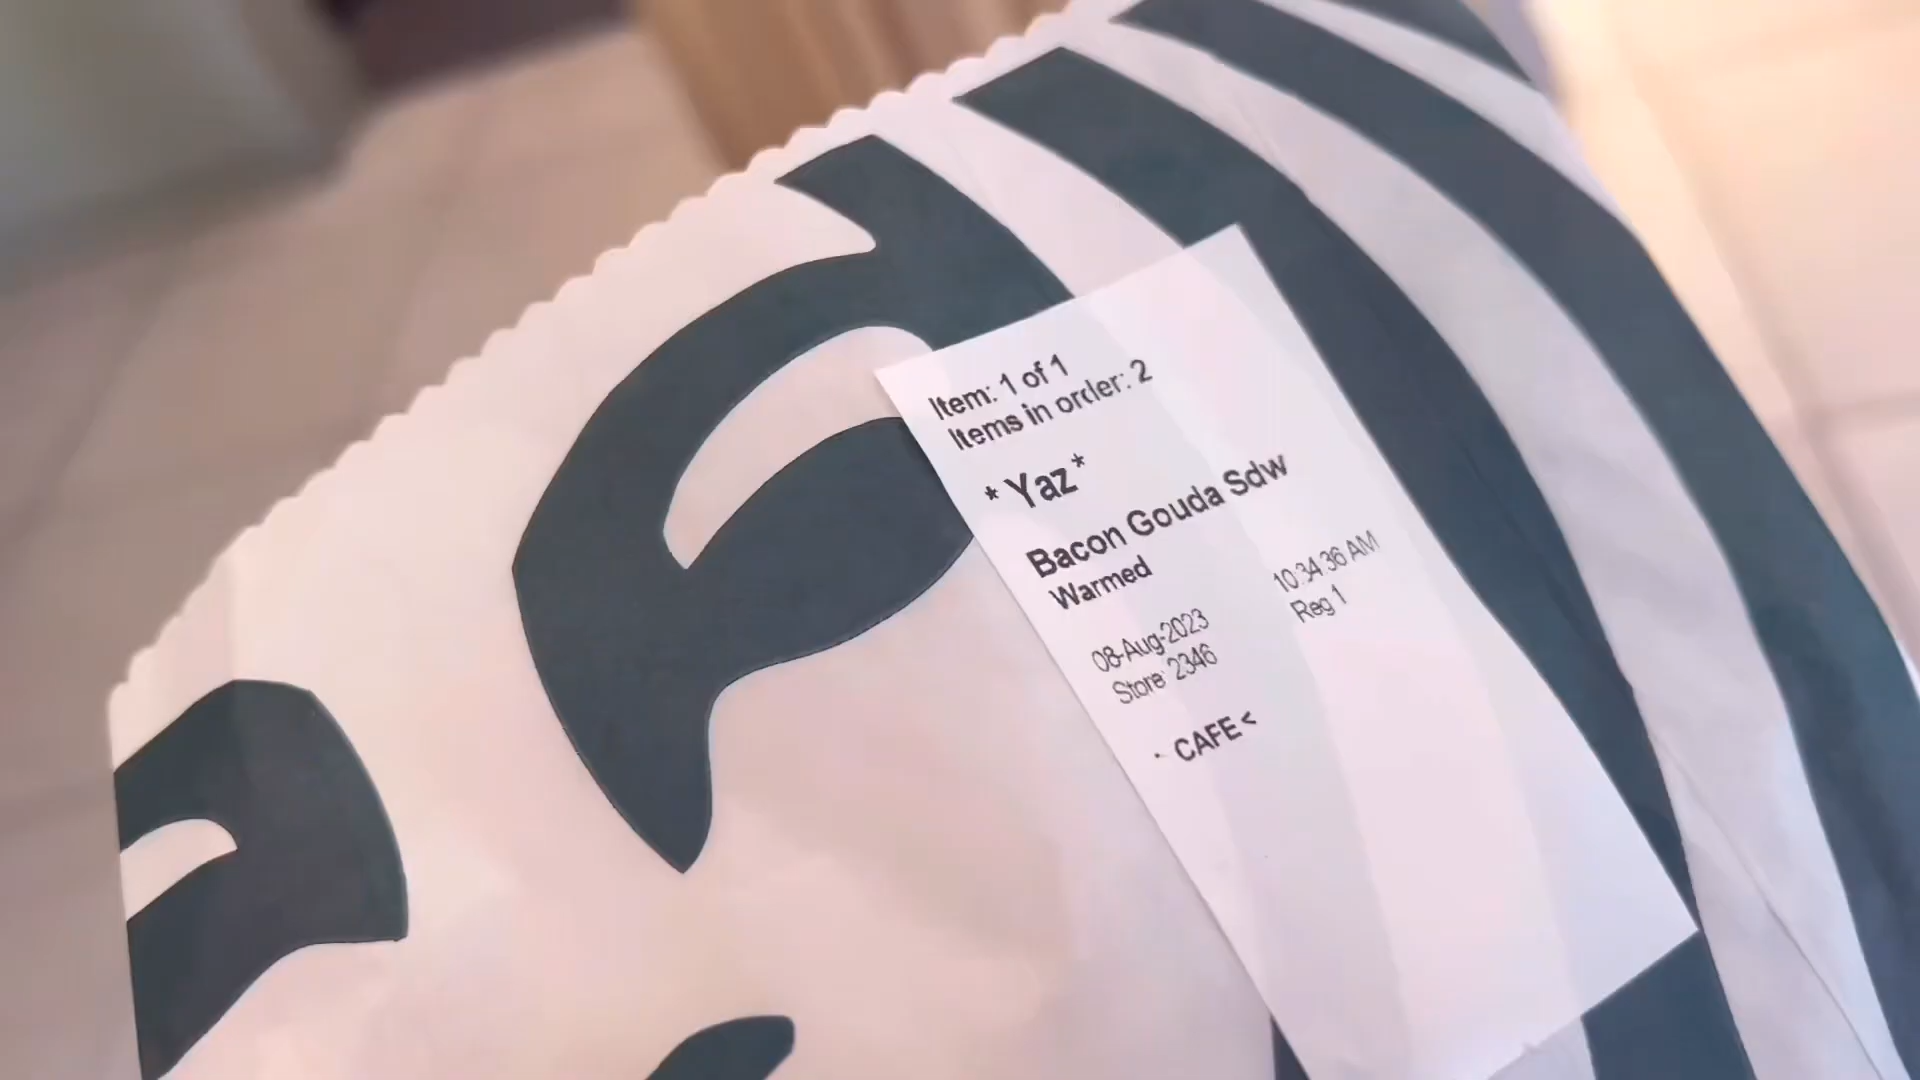 Item: 1 of 1
Items in order: 2
* Yaz*
Bacon Gouda Sdw
Warmed
08-Aug-2023 10:34:36 AM
Store: 2346 Reg 1
CAFE <